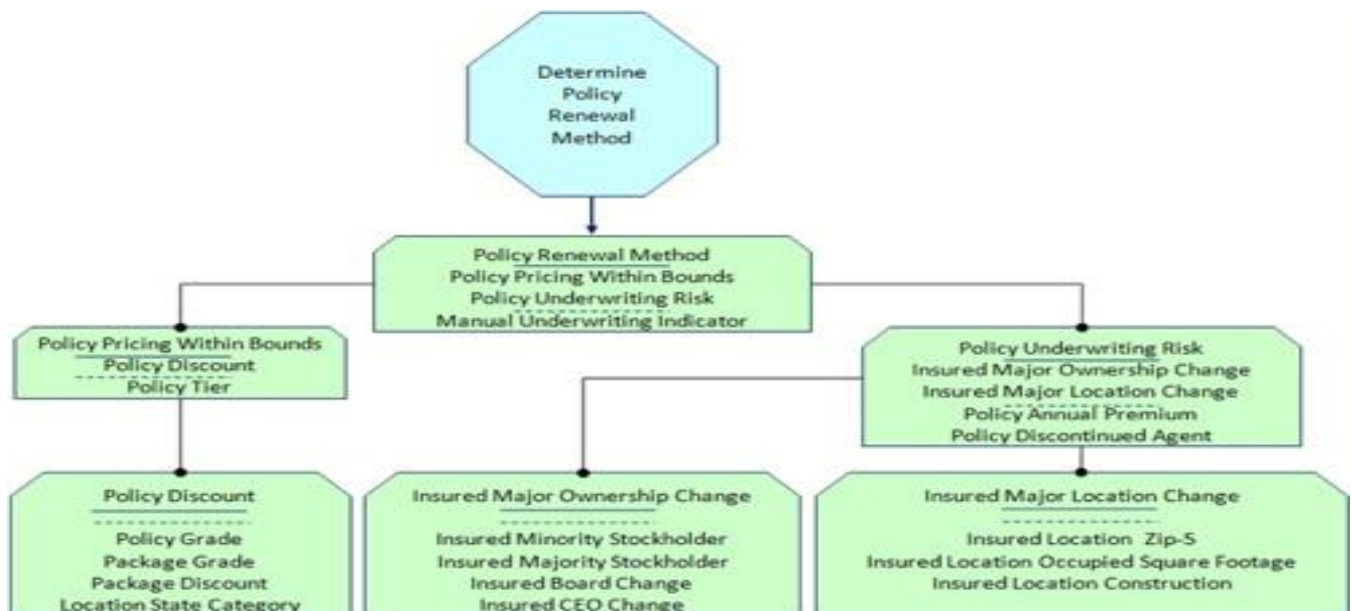 Determine
Policy
Renewal
Method
Policy Renewal Method
Policy Pricing Within Bounds
Policy Underwriting Risk
Manual Underwriting Indicator
Policy Pricing Within Bounds
Policy Discount
Policy Tier
Policy Underwriting Risk
Insured Major Ownership Change
Insured Major Location Change
Policy Annual Premium
Policy Discontinued Agent
Policy Discount
Policy Grade
Package Grade
Package Discount
Location State Category
Insured Major Ownership Change
Insured Minority Stockholder
Insured Majority Stockholder
Insured Board Change
Insured CEO Change
Insured Major Location Change
Insured Location Zip-5
Insured Location Occupied Square Footage
Insured Location Construction